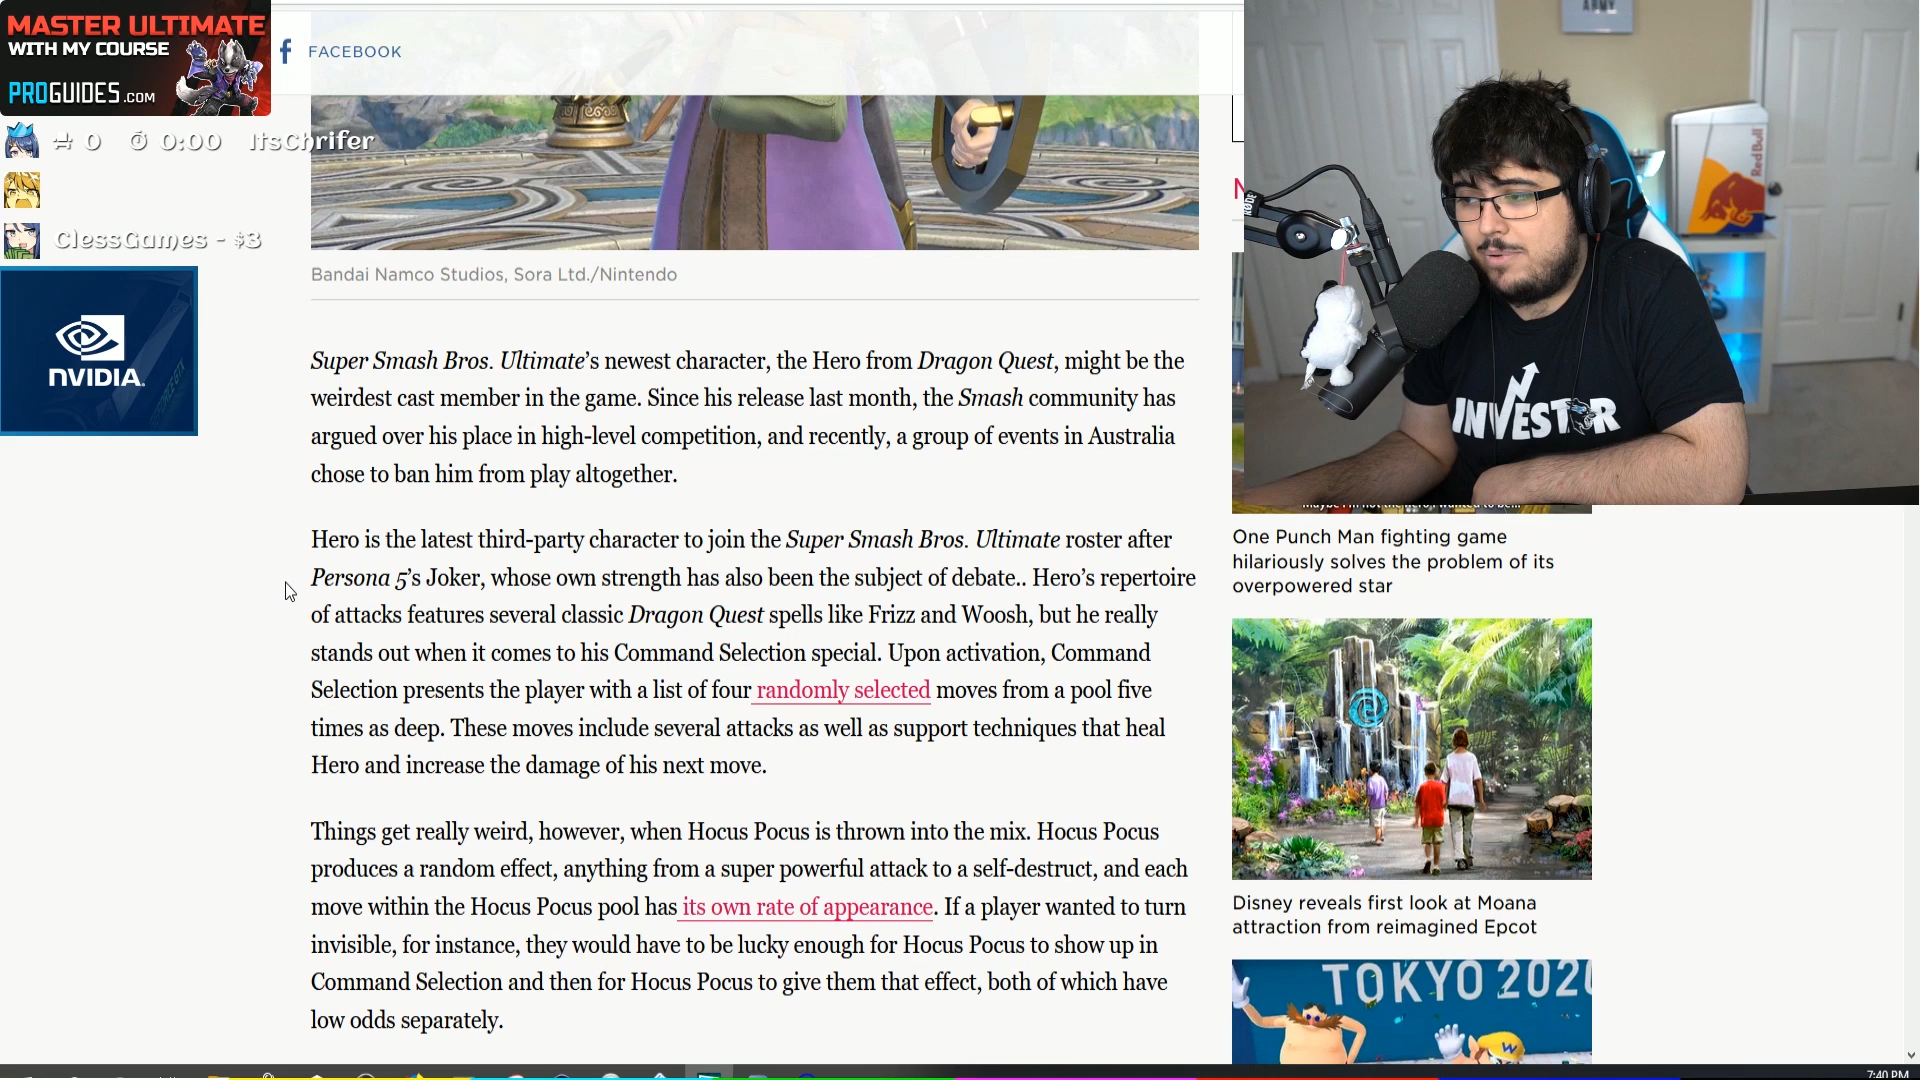 MASTER ULTIMATE
WITH MY COURSE
PROGUIDES.COM
FACEBOOK
0 0:00 ItsChrifer
ClessGames - $3
NVIDIA.
ARMY
RØDE
Red Bull
INVESTOR
Bandai Namco Studios, Sora Ltd./Nintendo
Super Smash Bros. Ultimate’s newest character, the Hero from Dragon Quest, might be the
weirdest cast member in the game. Since his release last month, the Smash community has
argued over his place in high-level competition, and recently, a group of events in Australia
chose to ban him from play altogether.
Hero is the latest third-party character to join the Super Smash Bros. Ultimate roster after
Persona 5’s Joker, whose own strength has also been the subject of debate.. Hero’s repertoire
of attacks features several classic Dragon Quest spells like Frizz and Woosh, but he really
stands out when it comes to his Command Selection special. Upon activation, Command
Selection presents the player with a list of four randomly selected moves from a pool five
times as deep. These moves include several attacks as well as support techniques that heal
Hero and increase the damage of his next move.
Things get really weird, however, when Hocus Pocus is thrown into the mix. Hocus Pocus
produces a random effect, anything from a super powerful attack to a self-destruct, and each
move within the Hocus Pocus pool has its own rate of appearance. If a player wanted to turn
invisible, for instance, they would have to be lucky enough for Hocus Pocus to show up in
Command Selection and then for Hocus Pocus to give them that effect, both of which have
low odds separately.
One Punch Man fighting game
hilariously solves the problem of its
overpowered star
Disney reveals first look at Moana
attraction from reimagined Epcot
TOKYO 2020
W
7:40 PM